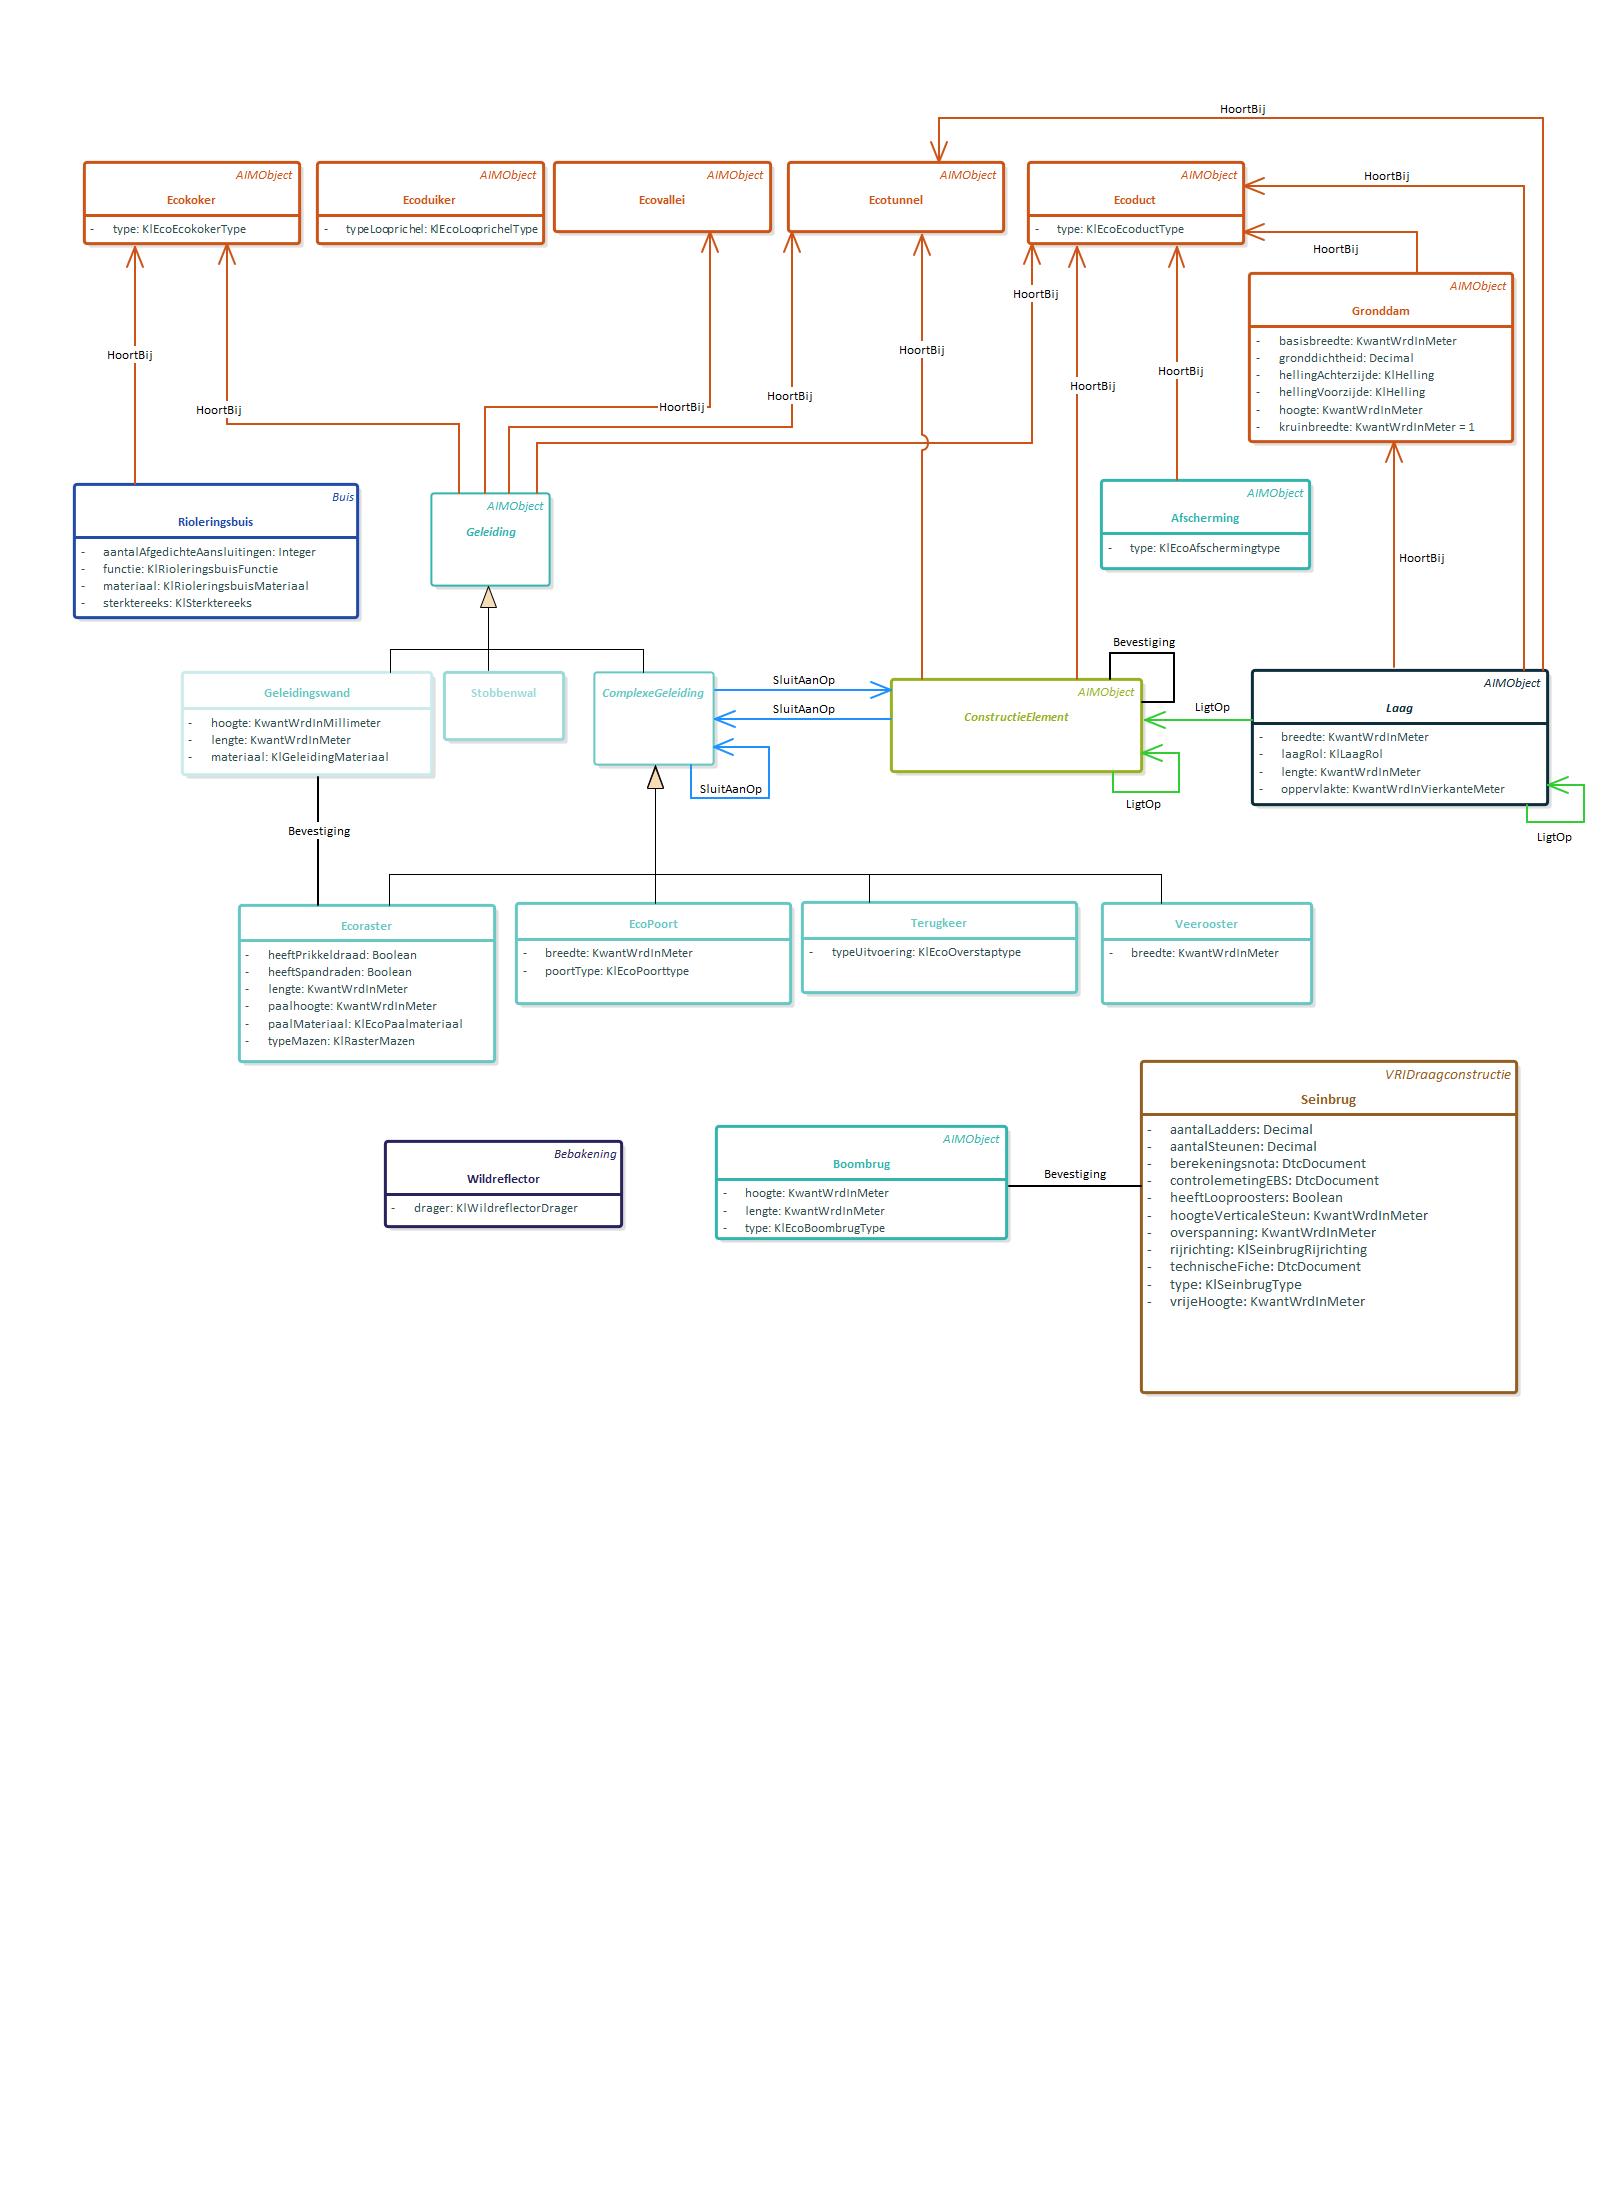 HoortBij
AIMObject
Ecokoker
- type: KlEcoEcokokerType
AIMObject
Ecoduiker
- typeLooprichel: KlEcoLooprichelType
AIMObject
Ecovallei
AIMObject
Ecotunnel
AIMObject
Ecoduct
- type: KlEcoEcoductType
HoortBij
HoortBij
HoortBij
AIMObject
Gronddam
- basisbreedte: KwantWrdInMeter
- gronddichtheid: Decimal
- hellingAchterzijde: KlHelling
- hellingVoorzijde: KlHelling
- hoogte: KwantWrdInMeter
- kruinbreedte: KwantWrdInMeter = 1
HoortBij
HoortBij
HoortBij
HoortBij
HoortBij
HoortBij
HoortBij
HoortBij
Buis
Rioleringsbuis
- aantalAfgedichteAansluitingen: Integer
- functie: KlRioleringsbuisFunctie
- materiaal: KlRioleringsbuisMateriaal
- sterktereeks: KlSterktereeks
AIMObject
Geleiding
AIMObject
Afscherming
- type: KlEcoAfschermingtype
HoortBij
Geleidingswand
- hoogte: KwantWrdInMillimeter
- lengte: KwantWrdInMeter
- materiaal: KlGeleidingMateriaal
Stobbenwal
ComplexeGeleiding
SluitAanOp
SluitAanOp
SluitAanOp
Bevestiging
AIMObject
ConstructieElement
LigtOp
LigtOp
AIMObject
Laag
- breedte: KwantWrdInMeter
- laagRol: KlLaagRol
- lengte: KwantWrdInMeter
- oppervlakte: KwantWrdInVierkanteMeter
LigtOp
Bevestiging
Ecoraster
- heeftPrikkeldraad: Boolean
- heeftSpandraden: Boolean
- lengte: KwantWrdInMeter
- paalhoogte: KwantWrdInMeter
- paalMateriaal: KlEcoPaalmateriaal
- typeMazen: KlRasterMazen
EcoPoort
- breedte: KwantWrdInMeter
- poortType: KlEcoPoorttype
Terugkeer
- typeUitvoering: KlEcoOverstaptype
Veerooster
- breedte: KwantWrdInMeter
Bebakening
Wildreflector
- drager: KlWildreflectorDrager
AIMObject
Boombrug
- hoogte: KwantWrdInMeter
- lengte: KwantWrdInMeter
- type: KlEcoBoombrugType
Bevestiging
VRIDraagconstructie
Seinbrug
- aantalLadders: Decimal
- aantalSteunen: Decimal
- berekeningsnota: DtcDocument
- controlemetingEBS: DtcDocument
- heeftLooproosters: Boolean
- hoogteVerticaleSteun: KwantWrdInMeter
- overspanning: KwantWrdInMeter
- rijrichting: KlSeinbrugRijrichting
- technischeFiche: DtcDocument
- type: KlSeinbrugType
- vrijeHoogte: KwantWrdInMeter